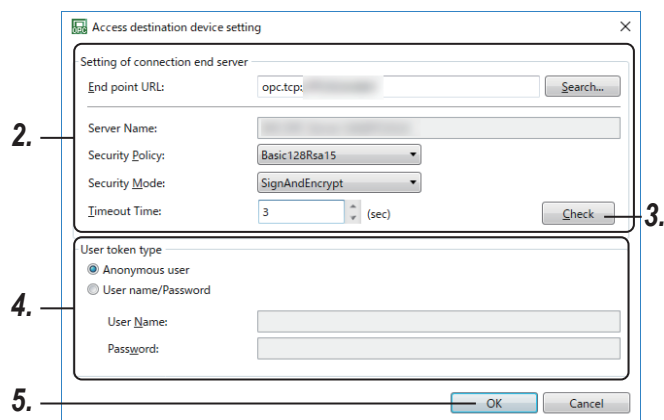 OPC Access destination device setting
Setting of connection end server
End point URL: opc.tcp: Search...
2.
Server Name:
Security Policy: Basic128Rsa15
Security Mode: SignAndEncrypt
Timeout Time: 3 (sec) Check
3.
User token type
Anonymous user
User name/Password
4.
User Name:
Password:
5.
OK Cancel